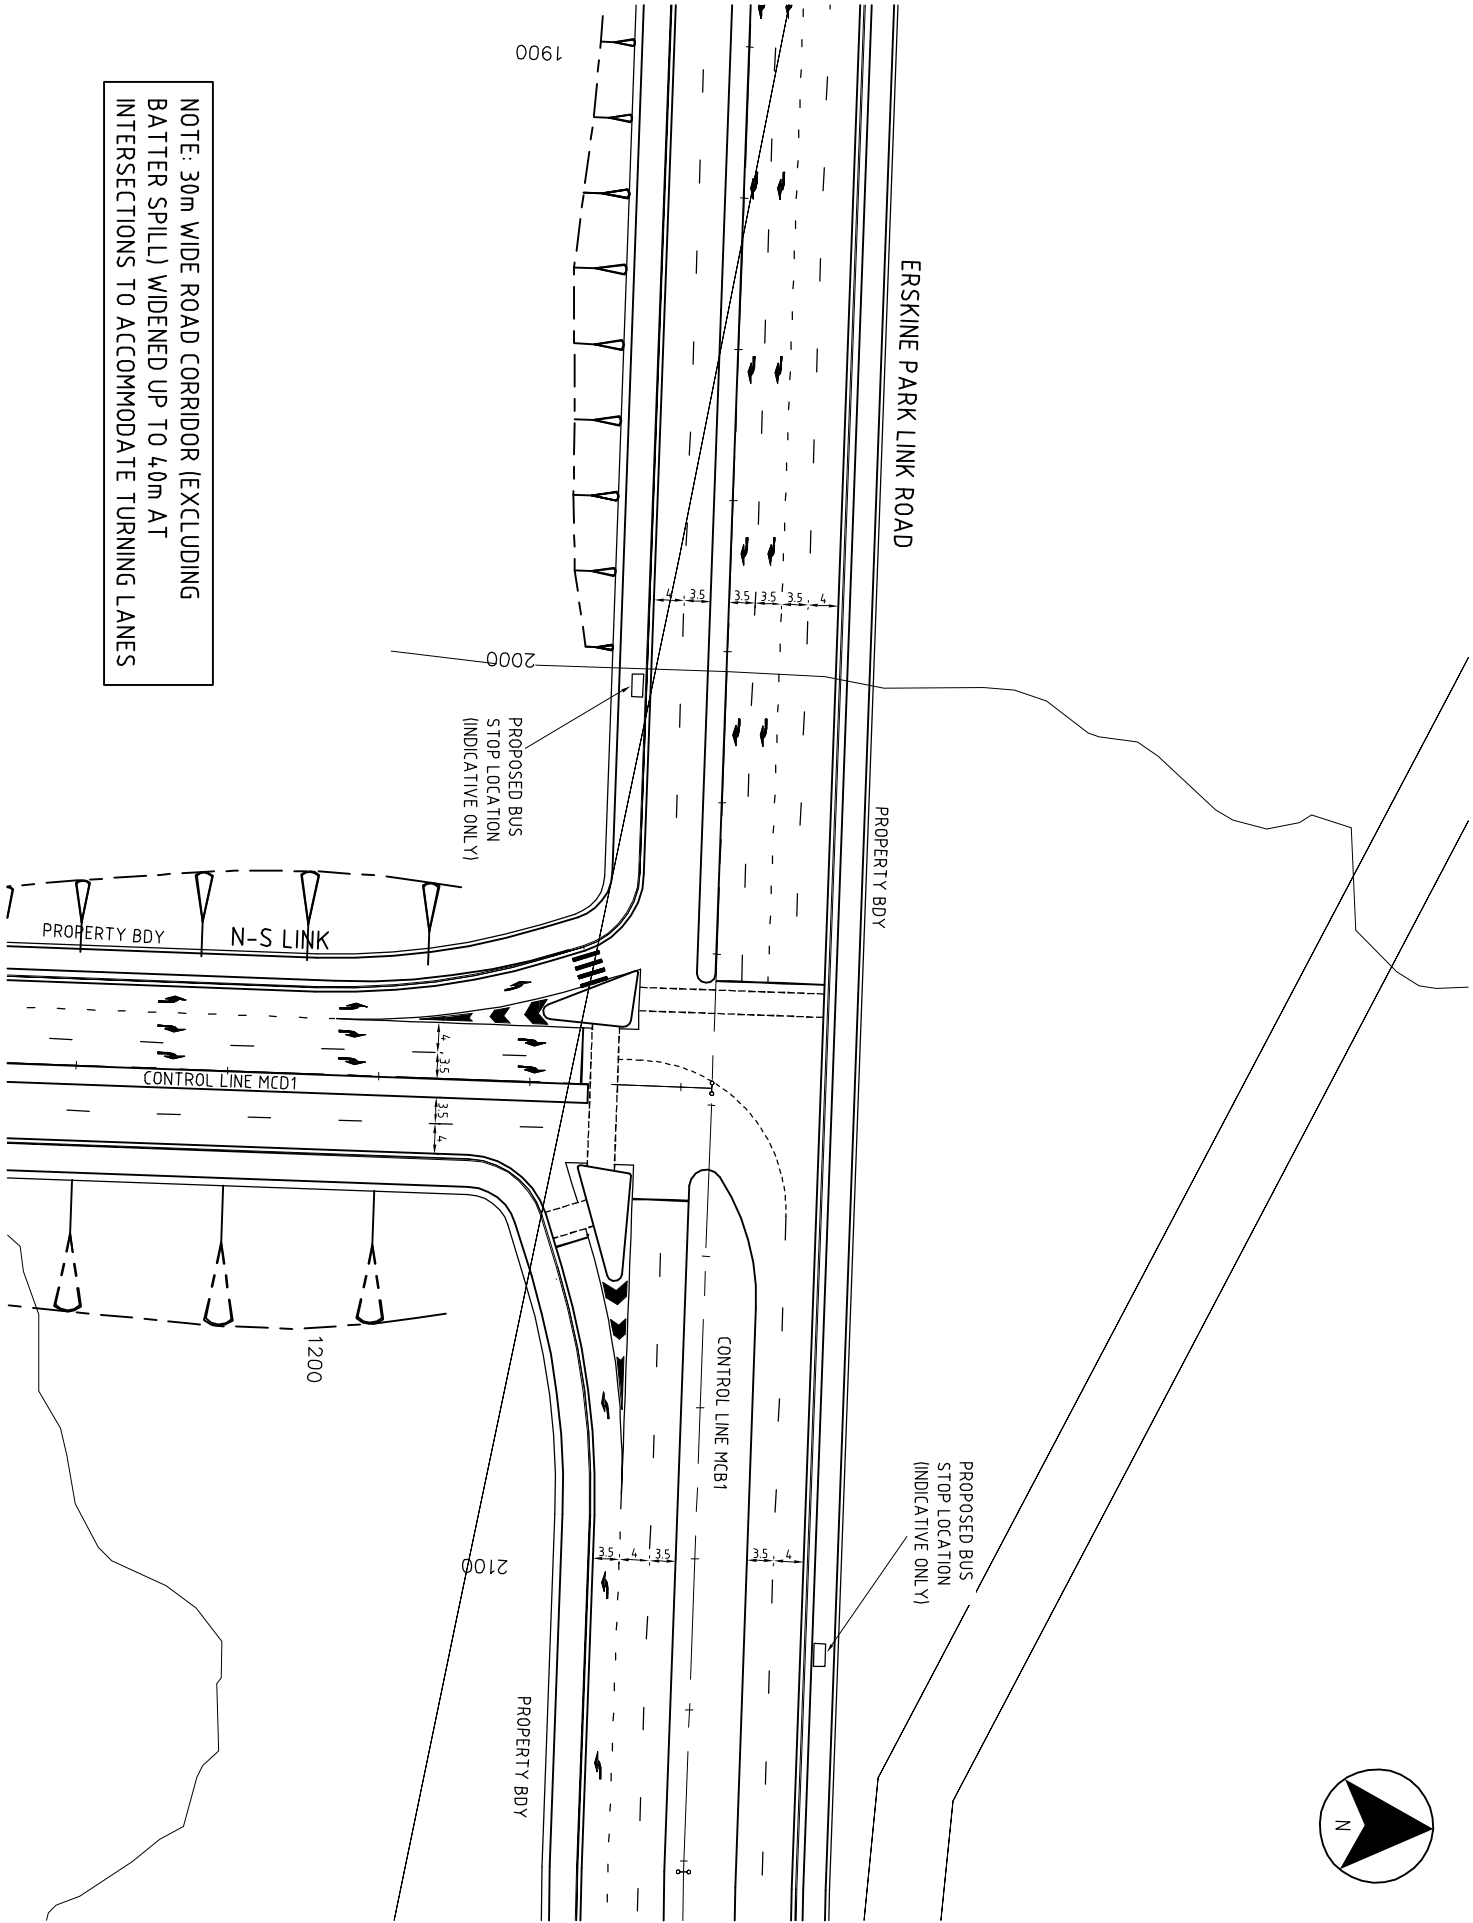 NOTE: 30m WIDE ROAD CORRIDOR (EXCLUDING
BATTER SPILL) WIDENED UP TO 40m AT
INTERSECTIONS TO ACCOMMODATE TURNING LANES
1900
ERSKINE PARK LINK ROAD
4 3.5 3.5 3.5 3.5 4
2000
PROPOSED BUS
STOP LOCATION
(INDICATIVE ONLY)
PROPERTY BDY
PROPERTY BDY
N-S LINK
4 3.5
CONTROL LINE MCD1
3.5 4
1200
CONTROL LINE MCB1
PROPOSED BUS
STOP LOCATION
(INDICATIVE ONLY)
3.5 4 3.5 3.5 4
2100
PROPERTY BDY
N